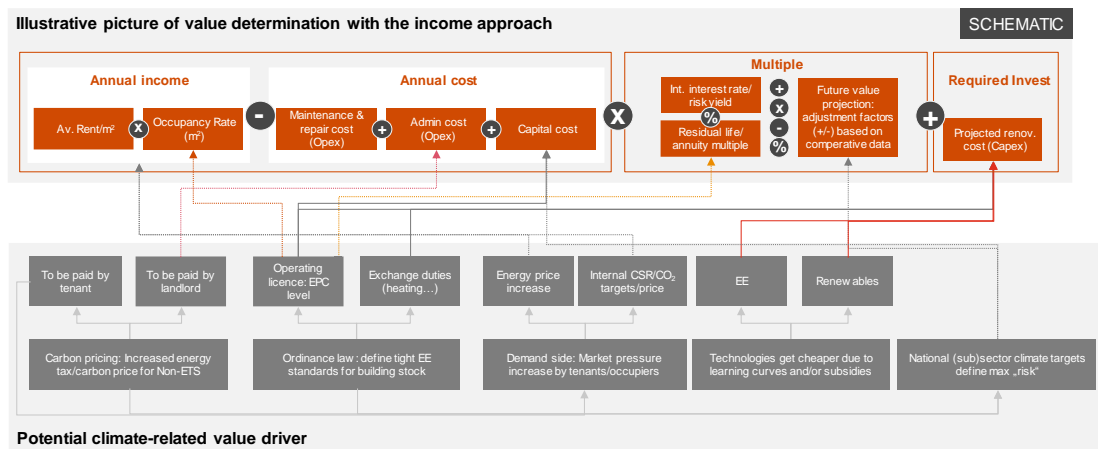 Illustrative picture of value determination with the income approach
SCHEMATIC
Annual income
Annual cost
Multiple
Required Invest
Av. Rent/m²
x
Occupancy Rate
(m²)
-
Maintenance &
repair cost
(Opex)
+
Admin cost
(Opex)
+
Capital cost
x
Int. interest rate/
risk yield
%
Residual life/
annuity multiple
+
x
-
%
Future value
projection:
adjustment factors
(+/-) based on
comperative data
+
Projected renov.
cost (Capex)
To be paid by
tenant
To be paid by
landlord
Operating
licence: EPC
level
Exchange duties
(heating…)
Energy price
increase
Internal CSR/CO₂
targets/price
EE
Renewables
Carbon pricing: Increased energy
tax/carbon price for Non-ETS
Ordinance law: define tight EE
standards for building stock
Demand side: Market pressure
increase by tenants/occupiers
Technologies get cheaper due to
learning curves and/or subsidies
National (sub)sector climate targets
define max „risk“
Potential climate-related value driver